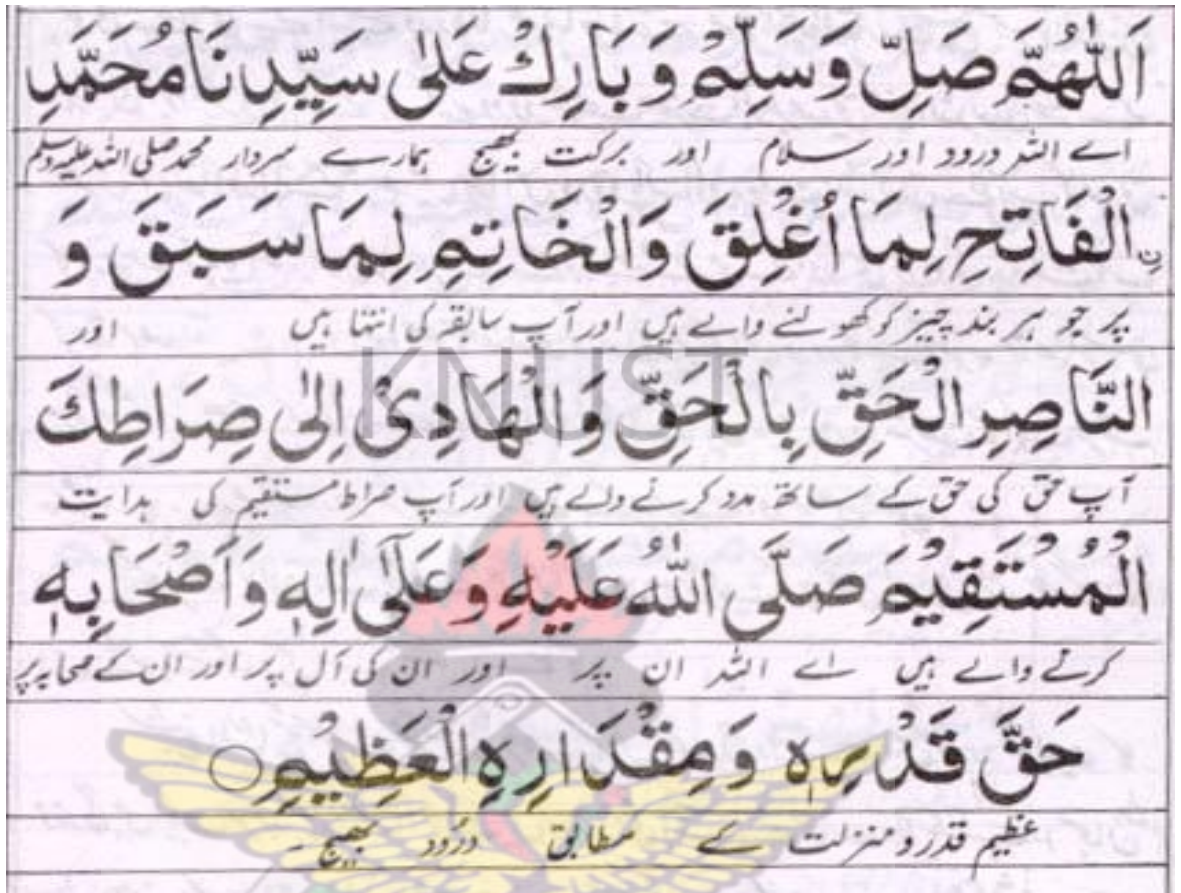 اَللّٰهُمَّ صَلِّ وَسَلِّمْ وَبَارِكْ عَلٰى سَيِّدِنَا مُحَمَّدِ
اے اللہ درود اور سلام اور برکت بھیج ہمارے سردار محمد صلی اللہ علیہ وسلم
نِ الْفَاتِحِ لِمَا اُغْلِقَ وَالْخَاتِمِ لِمَا سَبَقَ وَ
پر جو ہر بند چیز کو کھولنے والے ہیں اور آپ سابقہ کی انتہا ہیں اور
النَّاصِرِ الْحَقِّ بِالْحَقِّ وَالْهَادِیْ اِلٰى صِرَاطِكَ
KNUST
آپ حق کی حق کے ساتھ مدد کرنے والے ہیں اور آپ صراط مستقیم کی ہدایت
الْمُسْتَقِيْمَ صَلَّى اللّٰهُ عَلَيْهِ وَعَلٰٓى اٰلِهٖ وَاَصْحَابِهٖ
کرنے والے ہیں اے اللہ ان پر اور ان کی آل پر اور ان کے صحابہ پر
حَقَّ قَدْرِهٖ وَمِقْدَارِهِ الْعَظِيْمِ ○
عظیم قدر و منزلت کے مطابق درُود بھیج ۔